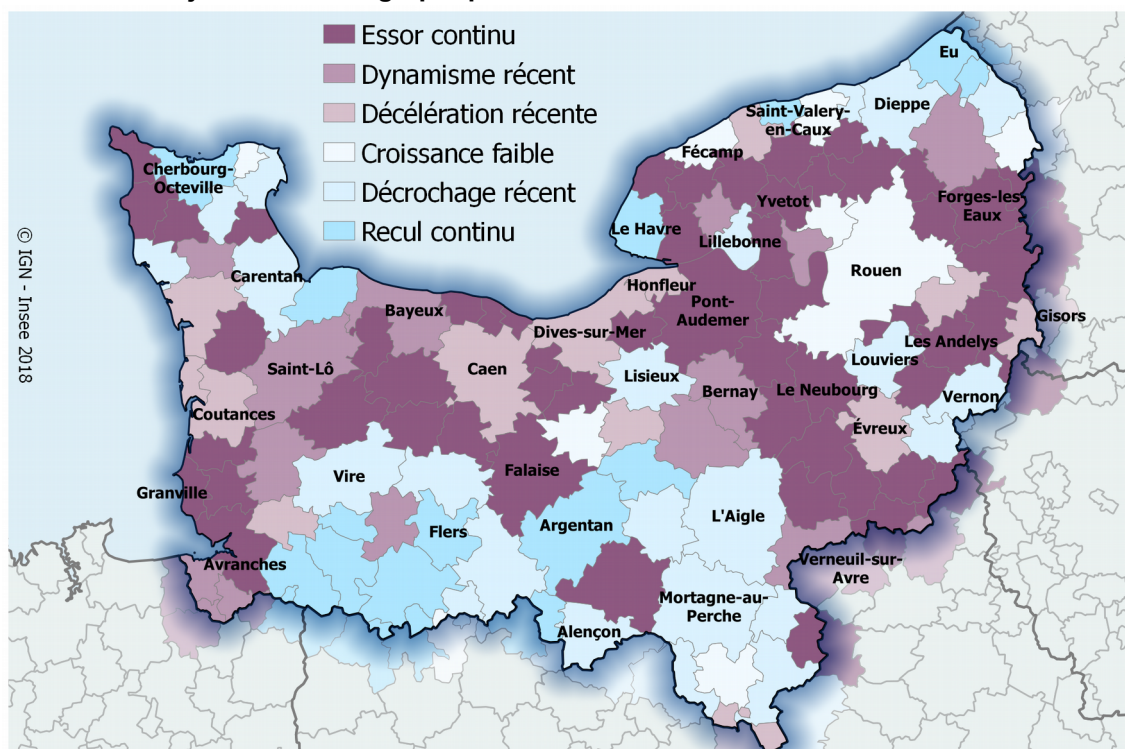 Essor continu
Dynamisme récent
Décélération récente
Croissance faible
Décrochage récent
Recul continu
Eu
Dieppe
Saint-Valery-
en-Caux
Fécamp
Cherbourg-
Octeville
Yvetot
Forges-les
Eaux
Le Havre
Lillebonne
Rouen
Carentan
Honfleur
Bayeux
Pont-
Audemer
Gisors
Dives-sur-Mer
Les Andelys
Louviers
Saint-Lô
Caen
Lisieux
Bernay
Le Neubourg
Vernon
Coutances
Évreux
Vire
Falaise
Granville
Argentan
L'Aigle
Flers
Avranches
Verneuil-sur-
Avre
Mortagne-au-
Perche
Alençon
© IGN - Insee 2018